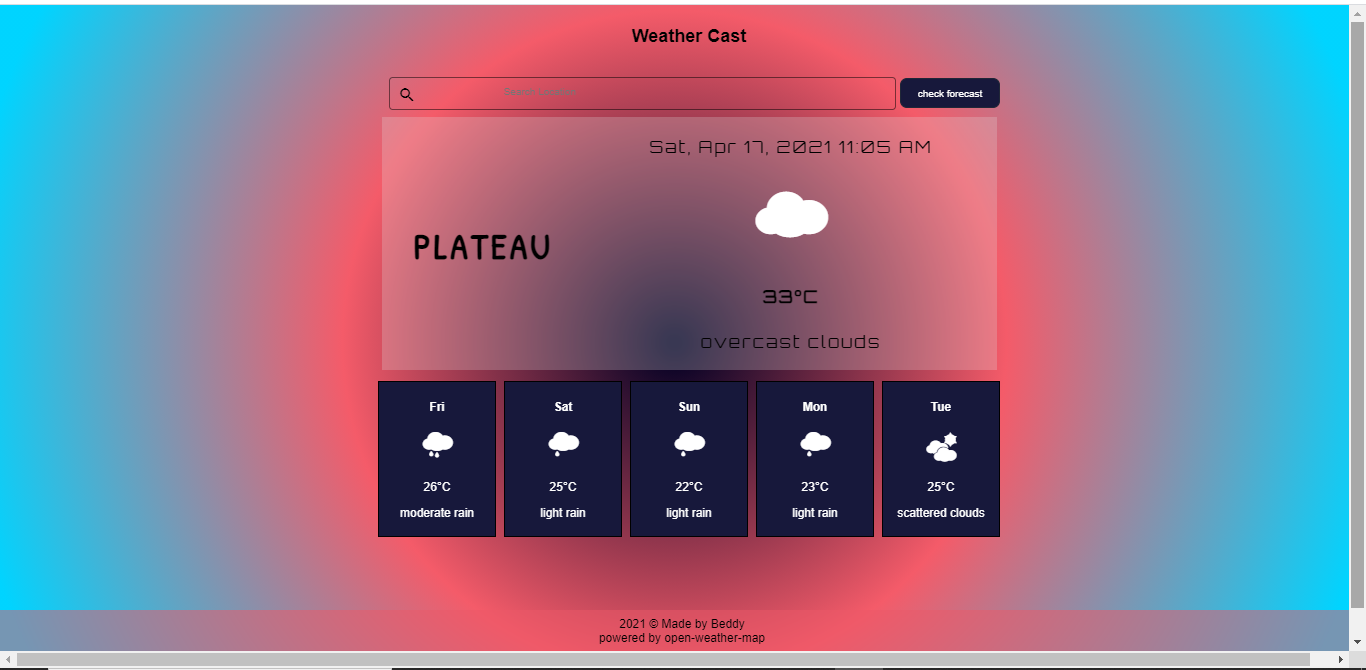 Weather Cast
Search Location
check forecast
Sat, Apr 17, 2021 11:05 AM
PLATEAU
33°C
overcast clouds
Fri
26°C
moderate rain
Sat
25°C
light rain
Sun
22°C
light rain
Mon
23°C
light rain
Tue
25°C
scattered clouds
2021 © Made by Beddy
powered by open-weather-map